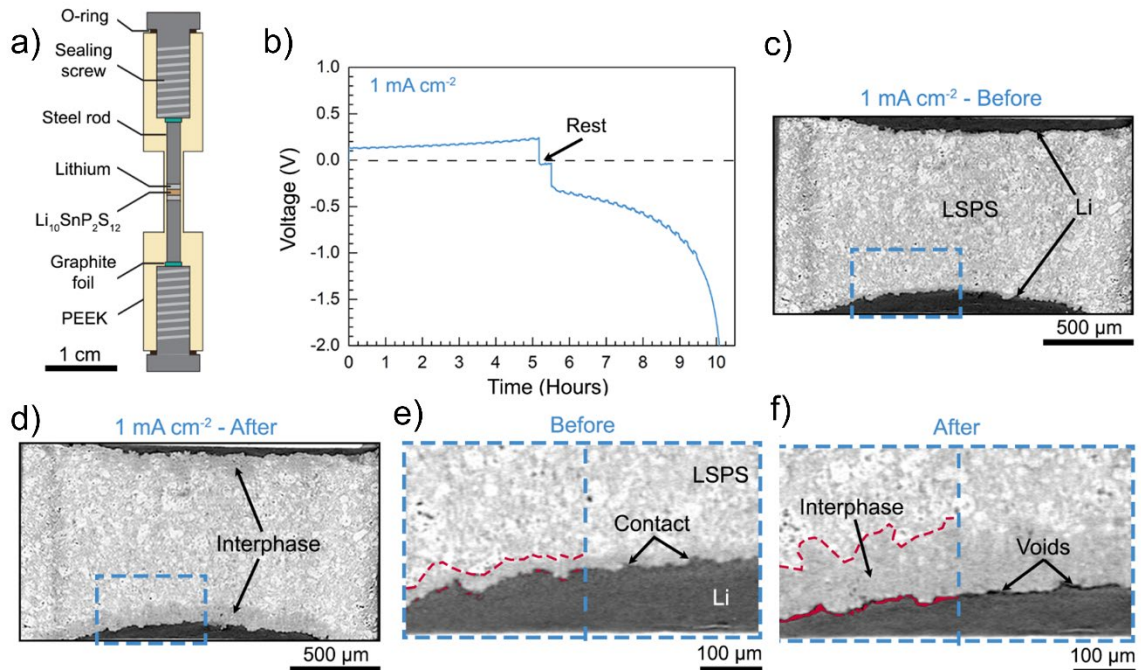 a)
O-ring
Sealing
screw
Steel rod
Lithium
Li₁₀SnP₂S₁₂
Graphite
foil
PEEK
1 cm
b)
1 mA cm⁻²
Rest
1.0
0.5
0.0
-0.5
-1.0
-1.5
-2.0
Voltage (V)
0 1 2 3 4 5 6 7 8 9 10
Time (Hours)
c)
1 mA cm⁻² - Before
LSPS
Li
500 µm
d)
1 mA cm⁻² - After
Interphase
500 µm
e)
Before
LSPS
Contact
Li
100 µm
f)
After
Interphase
Voids
100 µm